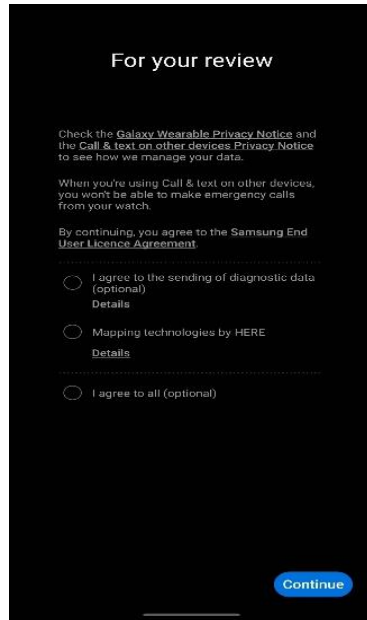 For your review
Check the Galaxy Wearable Privacy Notice and
the Call & text on other devices Privacy Notice
to see how we manage your data.
When you're using Call & text on other devices,
you won't be able to make emergency calls
from your watch.
By continuing, you agree to the Samsung End
User Licence Agreement.
I agree to the sending of diagnostic data
(optional)
Details
Mapping technologies by HERE
Details
I agree to all (optional)
Continue